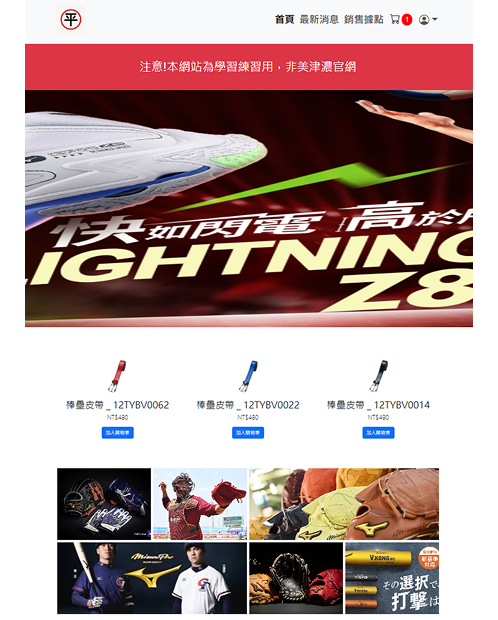 平
首頁 最新消息 銷售據點 1
注意!本網站為學習練習用，非美津濃官網
快如閃電 高於
LIGHTNING
Z8
棒壘皮帶 _ 12TYBV0062
NT$480
加入購物車
棒壘皮帶 _ 12TYBV0022
NT$480
加入購物車
棒壘皮帶 _ 12TYBV0014
NT$480
加入購物車
MizunoPro
VKONG
その選択で、
打撃は